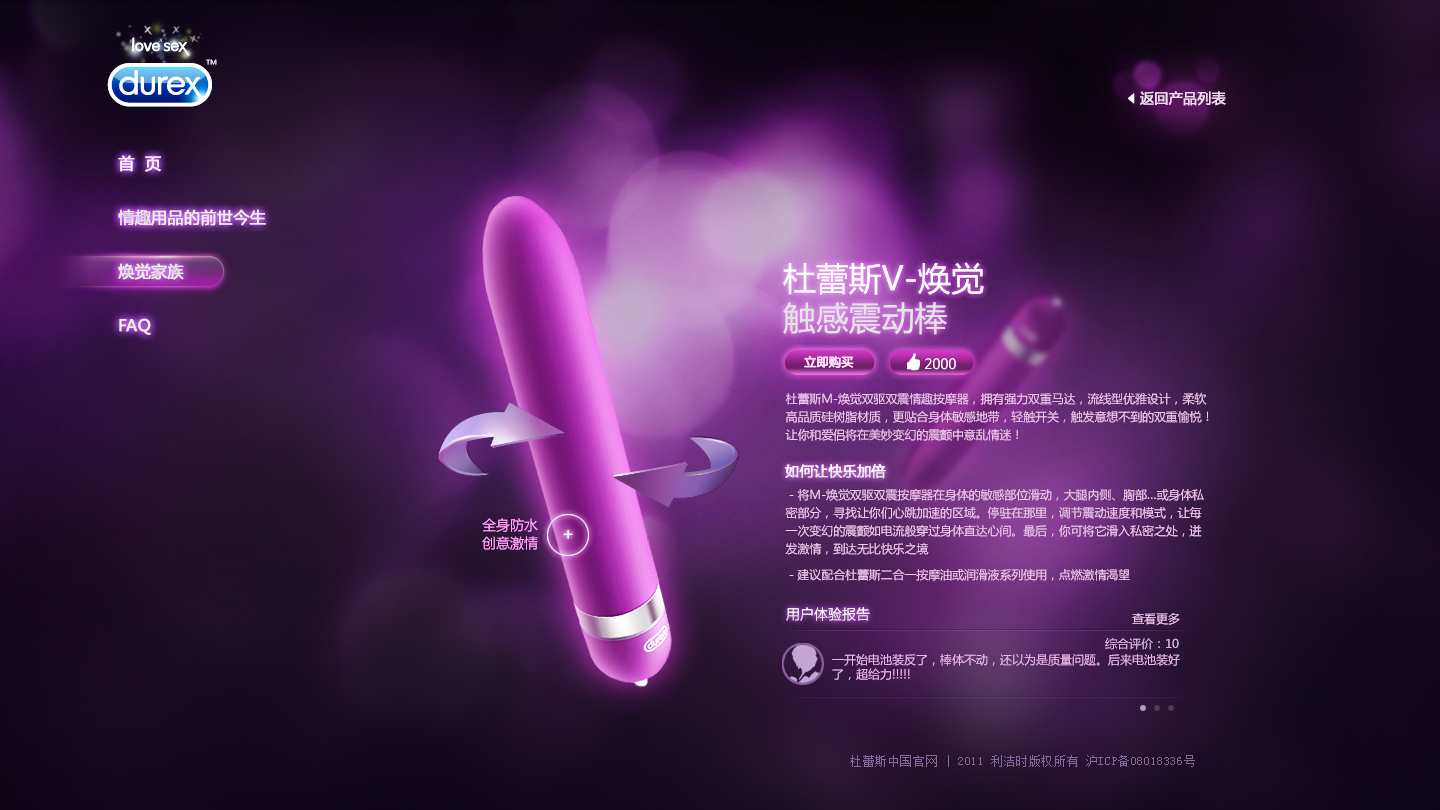 love sex
durex™
返回产品列表
首 页
情趣用品的前世今生
焕觉家族
FAQ
杜蕾斯V-焕觉
触感震动棒
立即购买
2000
杜蕾斯M-焕觉双驱双震情趣按摩器，拥有强力双重马达，流线型优雅设计，柔软
高品质硅树脂材质，更贴合身体敏感地带，轻触开关，触发意想不到的双重愉悦！
让你和爱侣将在美妙变幻的震颤中意乱情迷！
如何让快乐加倍
- 将M-焕觉双驱双震按摩器在身体的敏感部位滑动，大腿内侧、胸部...或身体私
密部分，寻找让你们心跳加速的区域。停驻在那里，调节震动速度和模式，让每
一次变幻的震颤如电流般穿过身体直达心间。最后，你可将它滑入私密之处，迸
发激情，到达无比快乐之境
- 建议配合杜蕾斯二合一按摩油或润滑液系列使用，点燃激情渴望
全身防水
创意激情
durex
用户体验报告
查看更多
综合评价：10
一开始电池装反了，棒体不动，还以为是质量问题。后来电池装好
了，超给力!!!!!
杜蕾斯中国官网 | 2011 利洁时版权所有 沪ICP备08018336号